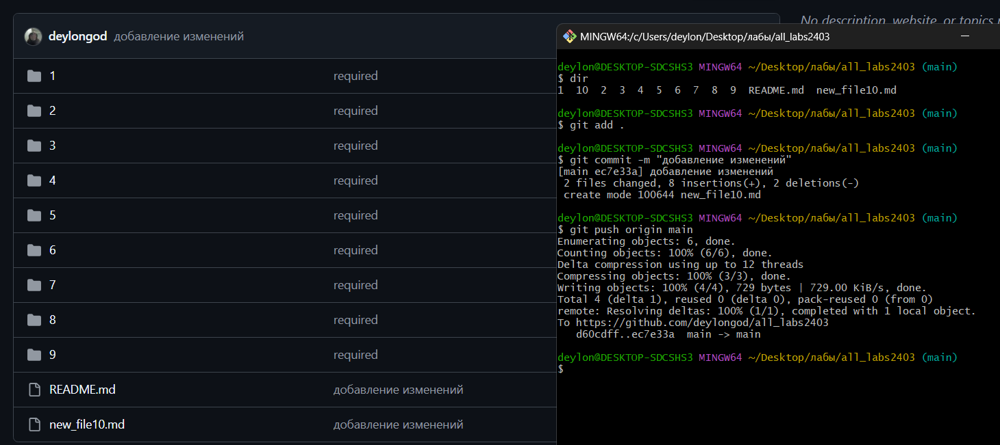 deylongod добавление изменений
1 required
2 required
3 required
4 required
5 required
6 required
7 required
8 required
9 required
README.md добавление изменений
new_file10.md добавление изменений
No description, website, or topics
MINGW64:/c/Users/deylon/Desktop/лабы/all_labs2403
deylon@DESKTOP-SDCSHS3 MINGW64 ~/Desktop/лабы/all_labs2403 (main)
$ dir
1  10  2  3  4  5  6  7  8  9  README.md  new_file10.md
deylon@DESKTOP-SDCSHS3 MINGW64 ~/Desktop/лабы/all_labs2403 (main)
$ git add .
deylon@DESKTOP-SDCSHS3 MINGW64 ~/Desktop/лабы/all_labs2403 (main)
$ git commit -m "добавление изменений"
[main ec7e33a] добавление изменений
 2 files changed, 8 insertions(+), 2 deletions(-)
 create mode 100644 new_file10.md
deylon@DESKTOP-SDCSHS3 MINGW64 ~/Desktop/лабы/all_labs2403 (main)
$ git push origin main
Enumerating objects: 6, done.
Counting objects: 100% (6/6), done.
Delta compression using up to 12 threads
Compressing objects: 100% (3/3), done.
Writing objects: 100% (4/4), 729 bytes | 729.00 KiB/s, done.
Total 4 (delta 1), reused 0 (delta 0), pack-reused 0 (from 0)
remote: Resolving deltas: 100% (1/1), completed with 1 local object.
To https://github.com/deylongod/all_labs2403
   d60cdff..ec7e33a  main -> main
deylon@DESKTOP-SDCSHS3 MINGW64 ~/Desktop/лабы/all_labs2403 (main)
$